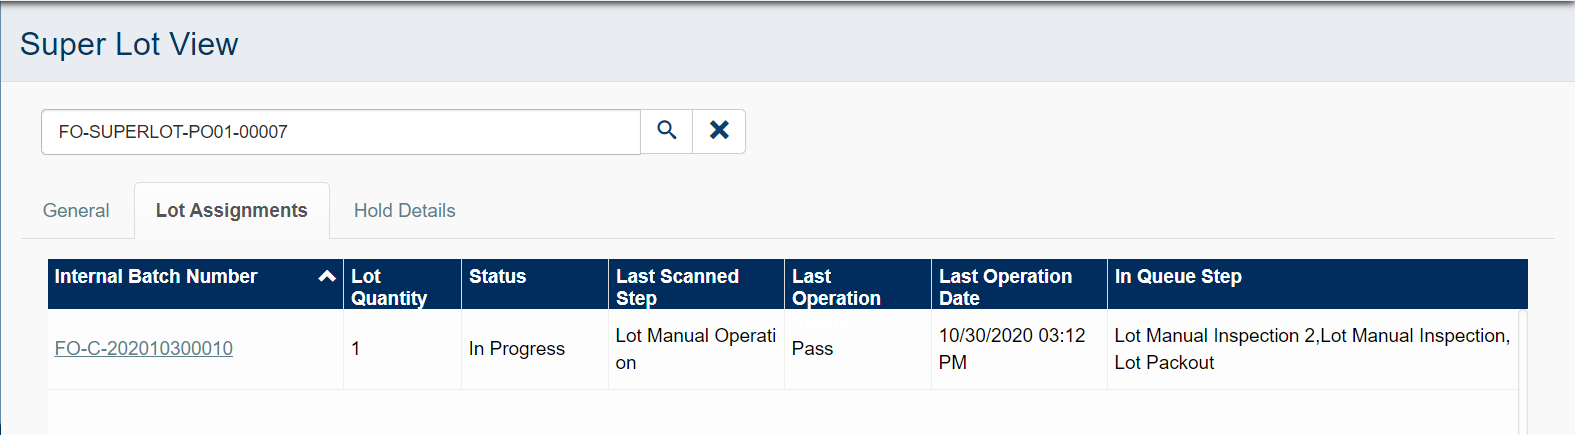 Super Lot View
FO-SUPERLOT-PO01-00007
General Lot Assignments Hold Details
Internal Batch Number Lot Quantity Status Last Scanned Step Last Operation Last Operation Date In Queue Step
FO-C-202010300010 1 In Progress Lot Manual Operati
on Pass 10/30/2020 03:12
PM Lot Manual Inspection 2,Lot Manual Inspection,
Lot Packout